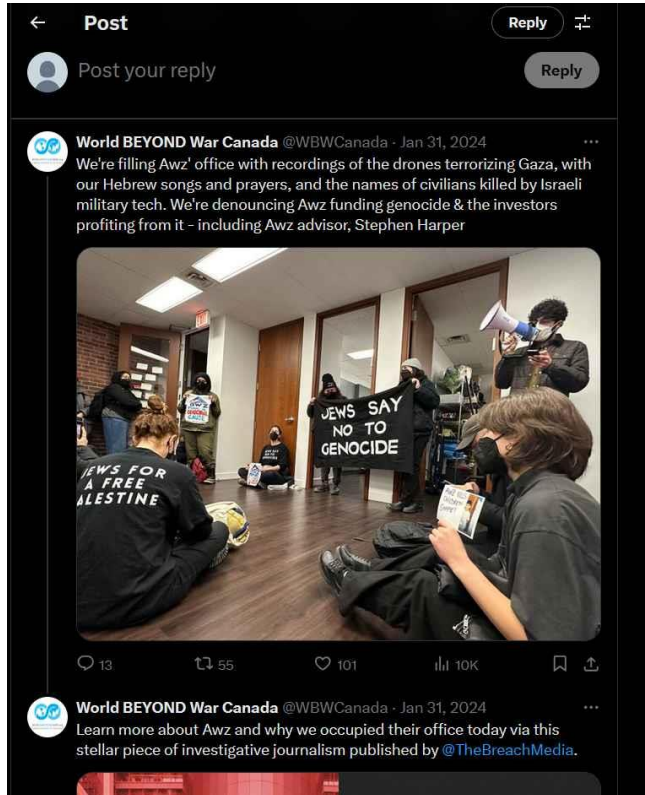 Post
Reply
Post your reply
Reply
World BEYOND War Canada @WBWCanada · Jan 31, 2024
We're filling Awz' office with recordings of the drones terrorizing Gaza, with
our Hebrew songs and prayers, and the names of civilians killed by Israeli
military tech. We're denouncing Awz funding genocide & the investors
profiting from it - including Awz advisor, Stephen Harper
EXIT
JEWS SAY
NO TO
GENOCIDE
JEWS FOR
A FREE
PALESTINE
13
55
101
10K
World BEYOND War Canada @WBWCanada · Jan 31, 2024
Learn more about Awz and why we occupied their office today via this
stellar piece of investigative journalism published by @TheBreachMedia.